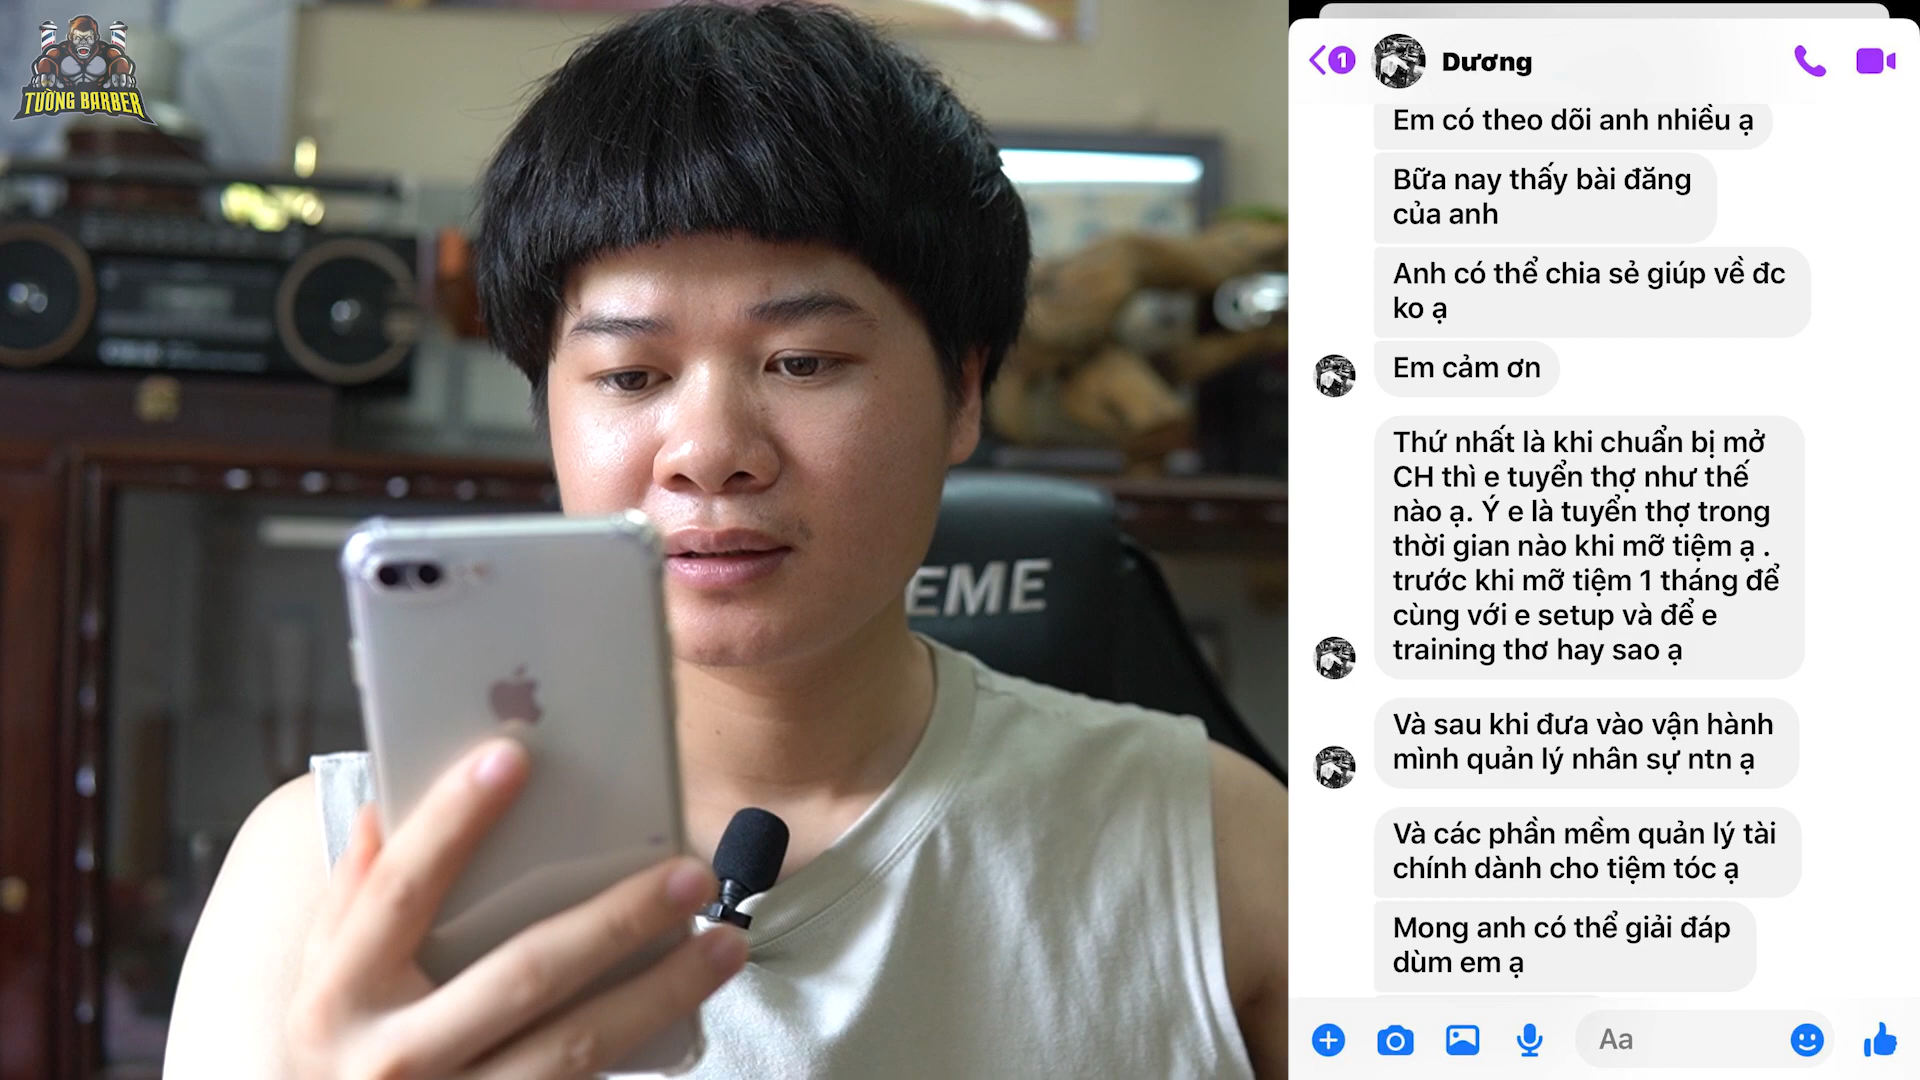 TƯỜNG BARBER
EME
1
Dương
Em có theo dõi anh nhiều ạ
Bữa nay thấy bài đăng
của anh
Anh có thể chia sẻ giúp về đc
ko ạ
Em cảm ơn
Thứ nhất là khi chuẩn bị mở
CH thì e tuyển thợ như thế
nào ạ. Ý e là tuyển thợ trong
thời gian nào khi mỡ tiệm ạ .
trước khi mỡ tiệm 1 tháng để
cùng với e setup và để e
training thơ hay sao ạ
Và sau khi đưa vào vận hành
mình quản lý nhân sự ntn ạ
Và các phần mềm quản lý tài
chính dành cho tiệm tóc ạ
Mong anh có thể giải đáp
dùm em ạ
Aa